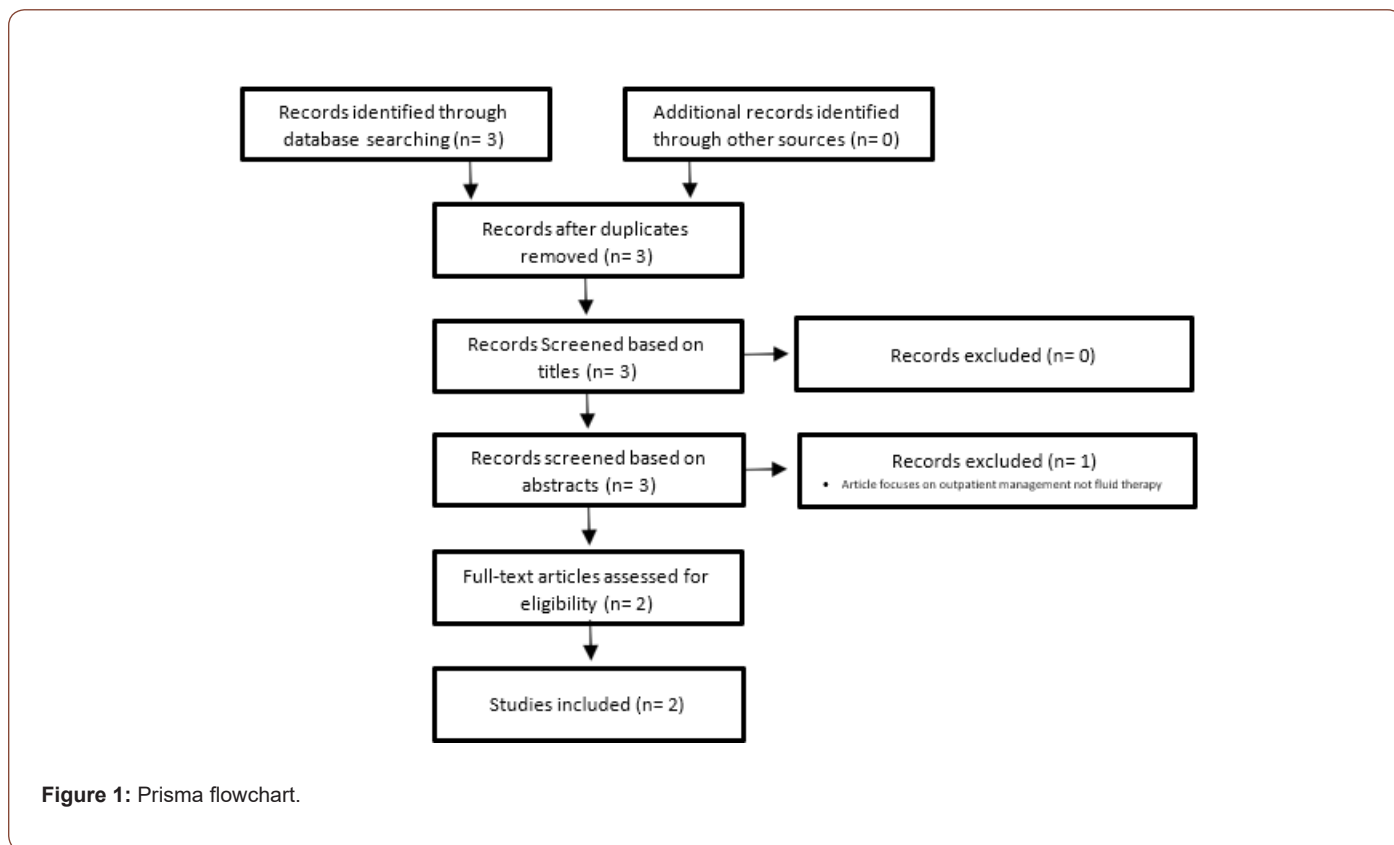 Records identified through
database searching (n= 3)
Additional records identified
through other sources (n= 0)
Records after duplicates
removed (n= 3)
Records Screened based on
titles (n= 3)
Records excluded (n= 0)
Records screened based on
abstracts (n= 3)
Records excluded (n= 1)
• Article focuses on outpatient management not fluid therapy
Full-text articles assessed for
eligibility (n= 2)
Studies included (n= 2)
Figure 1: Prisma flowchart.